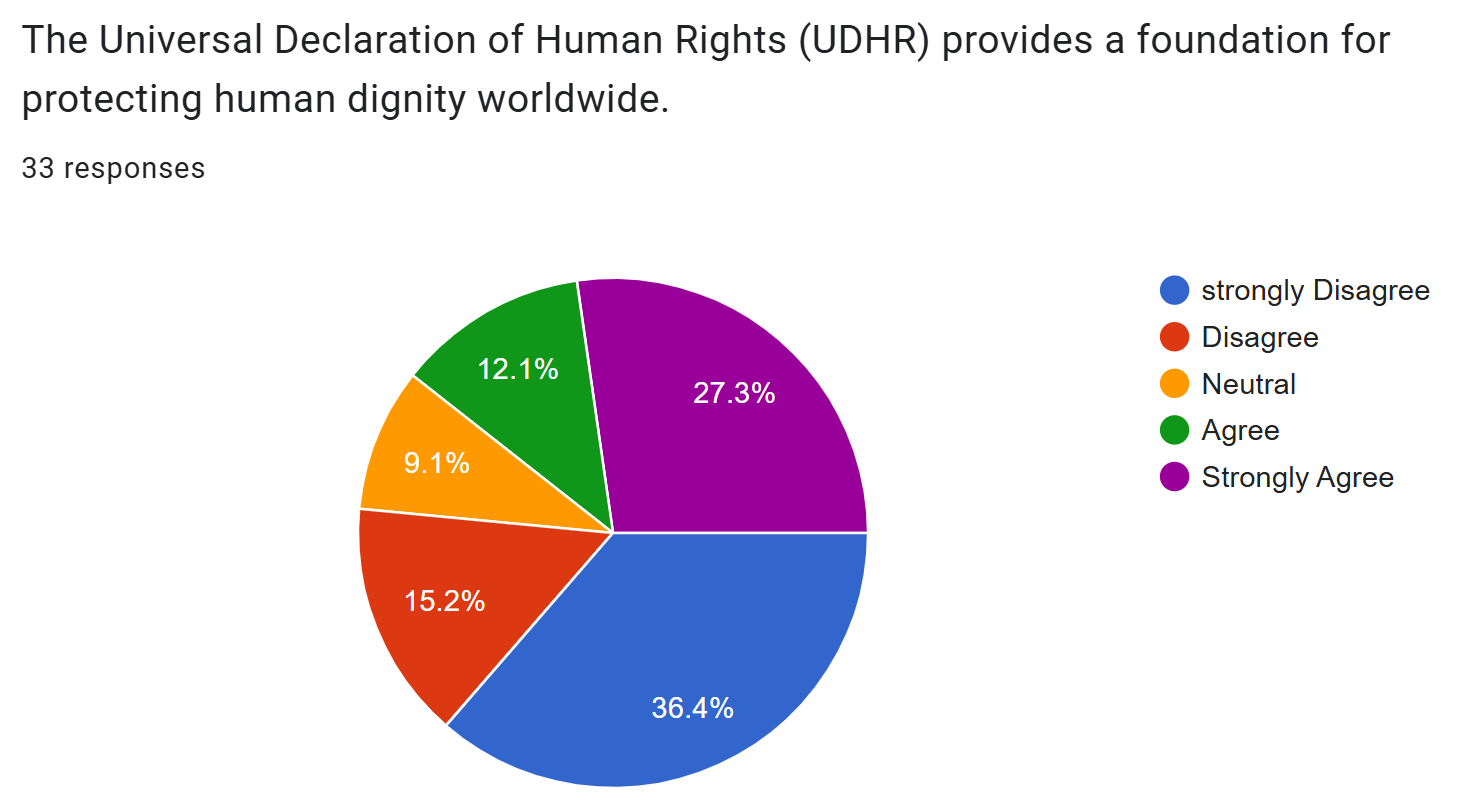 The Universal Declaration of Human Rights (UDHR) provides a foundation for
protecting human dignity worldwide.
33 responses
12.1%
27.3%
9.1%
15.2%
36.4%
strongly Disagree
Disagree
Neutral
Agree
Strongly Agree